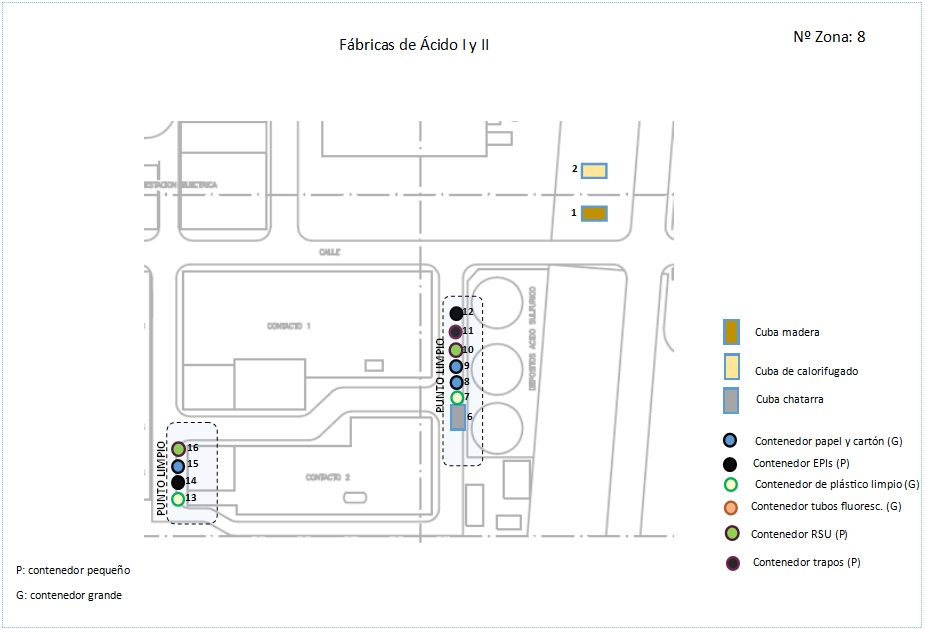 Fábricas de Ácido I y II
Nº Zona: 8
2
ESTACION ELECTRICA
1
CALLE
12
CONTACTO 1
11
10
9
8
7
6
PUNTO LIMPIO
DEPOSITOS ACIDO SULFURICO
Cuba madera
Cuba de calorifugado
Cuba chatarra
PUNTO LIMPIO
16
15
14
13
CONTACTO 2
Contenedor papel y cartón (G)
Contenedor EPIs (P)
Contenedor de plástico limpio (G)
Contenedor tubos fluoresc. (G)
Contenedor RSU (P)
Contenedor trapos (P)
P: contenedor pequeño
G: contenedor grande